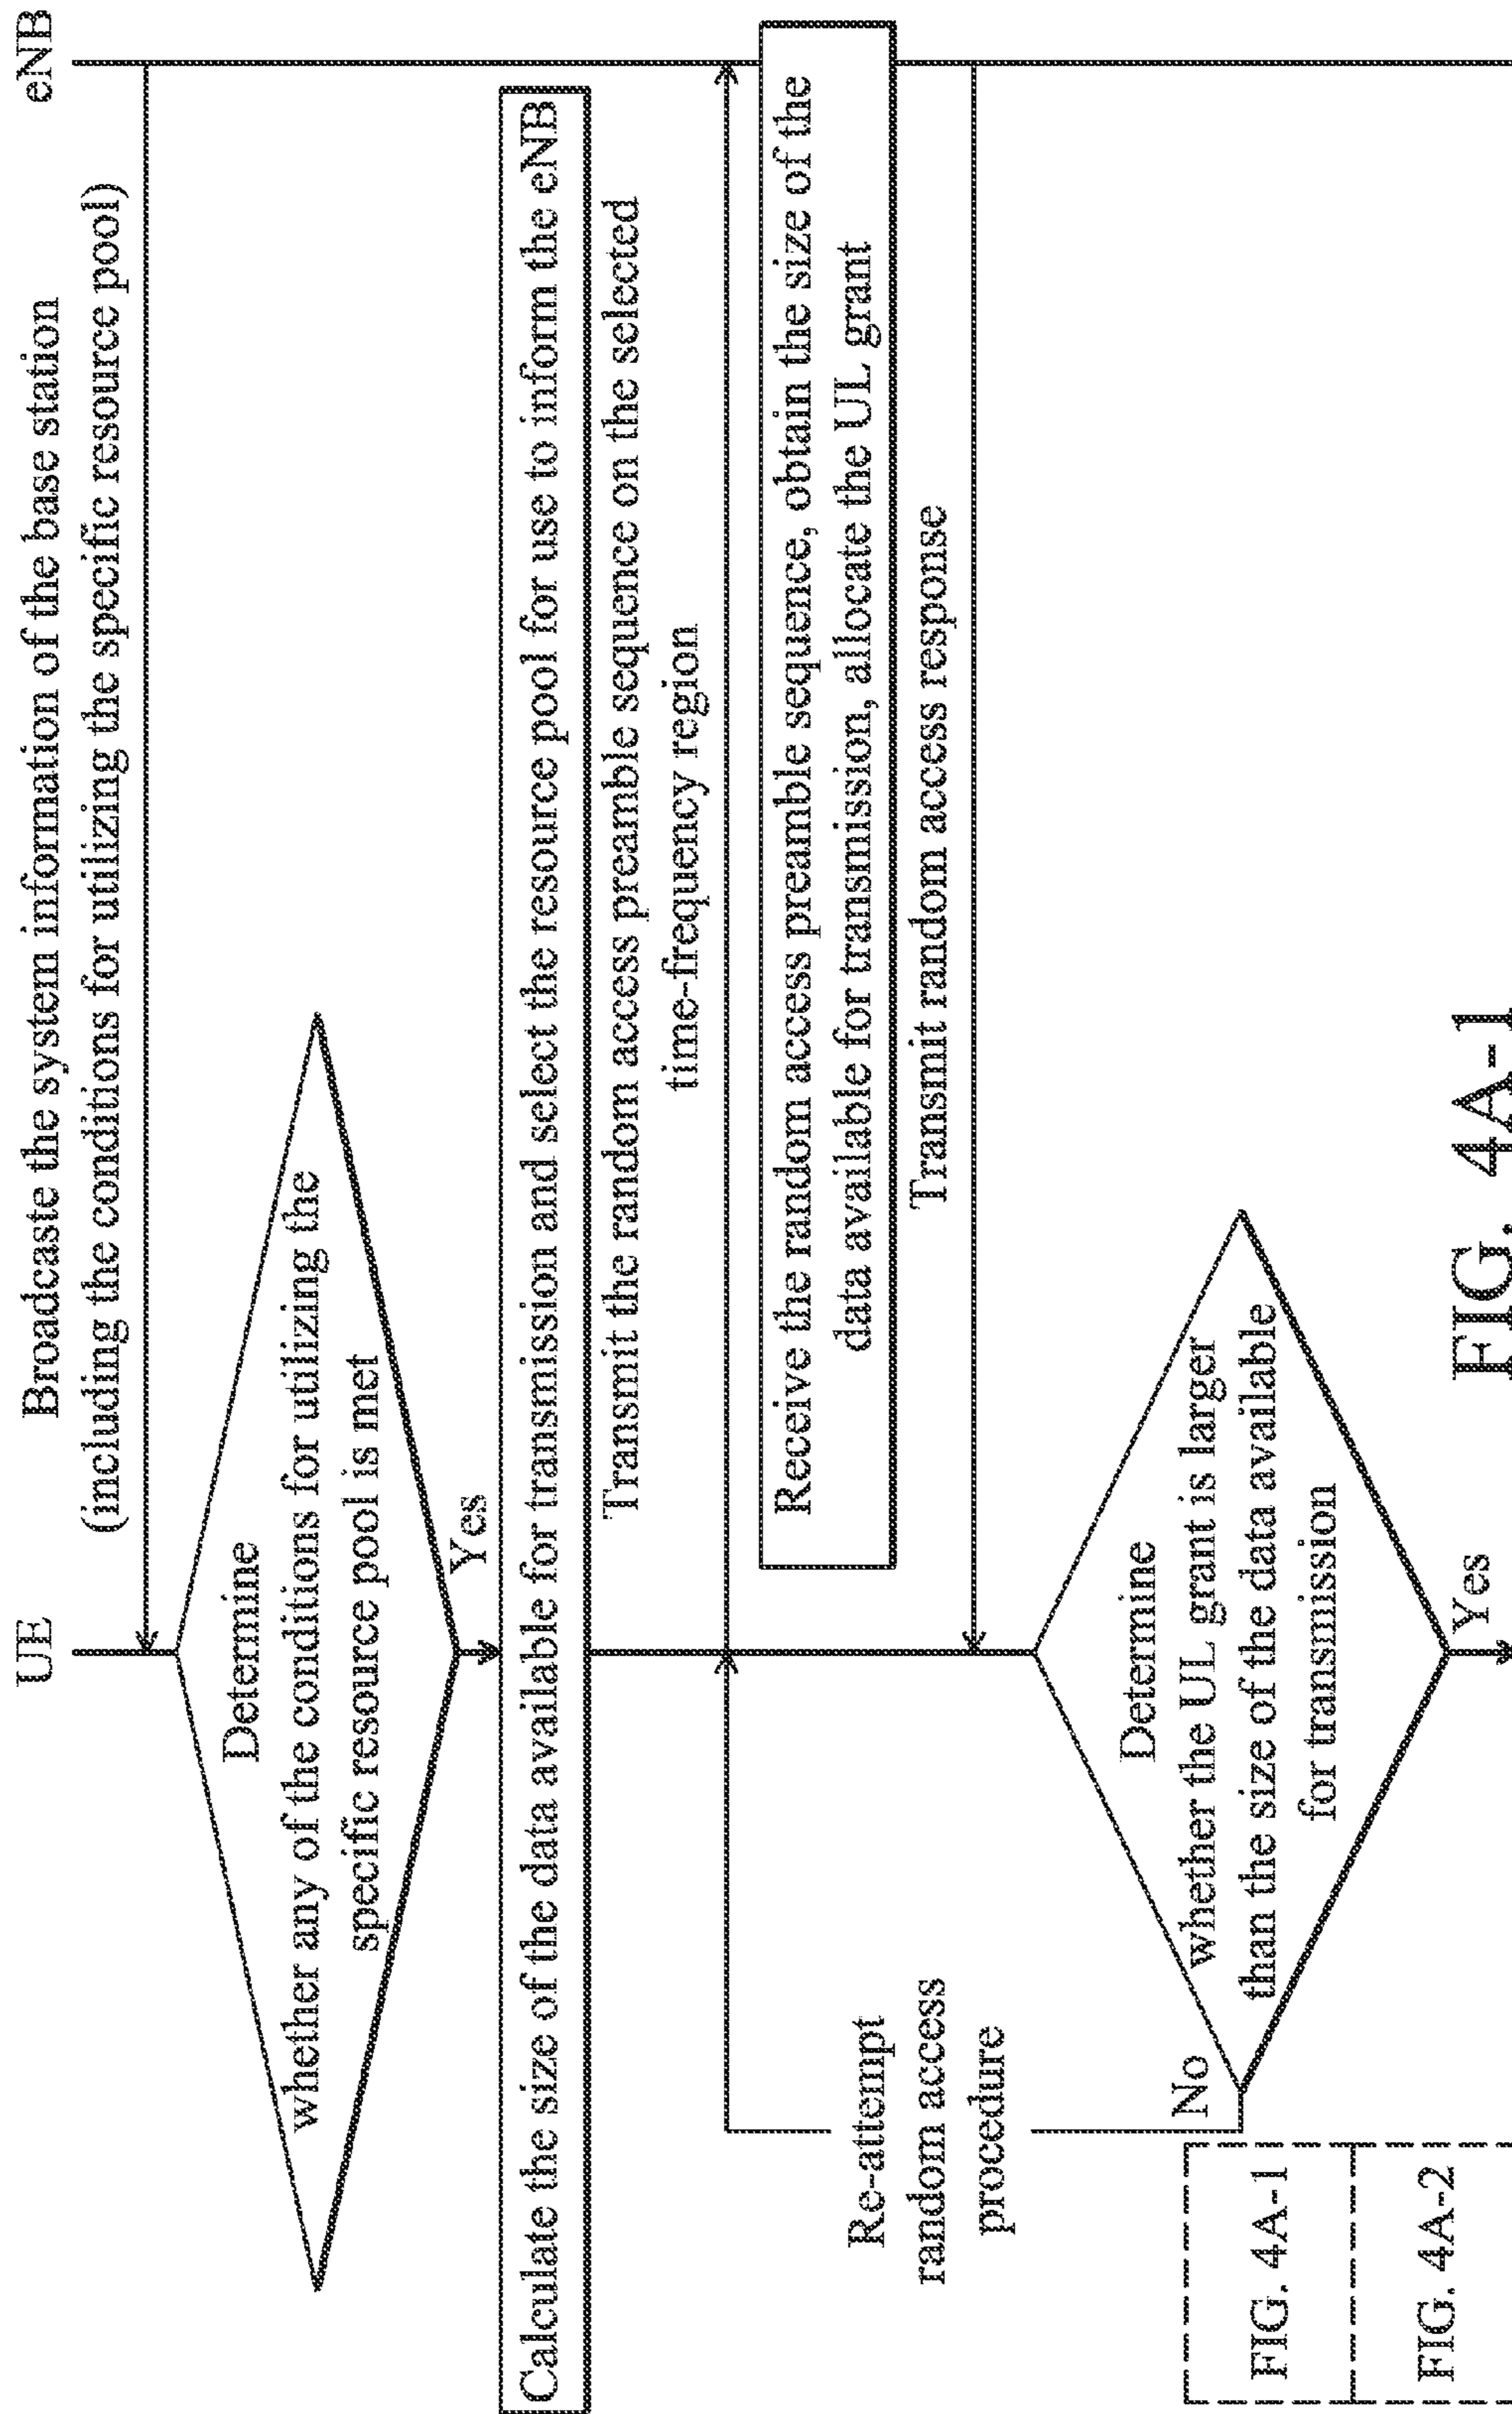 UE
eNB
Broadcaste the system information of the base station
(including the conditions for utilizing the specific resource pool)
Determine
whether any of the conditions for utilizing the
specific resource pool is met
Yes
Calculate the size of the data available for transmission and select the resource pool for use to inform the eNB
Transmit the random access preamble sequence on the selected
time-frequency region
Receive the random access preamble sequence, obtain the size of the
data available for transmission, allocate the UL grant
Transmit random access response
Re-attempt
random access
procedure
Determine
whether the UL grant is larger
than the size of the data available
for transmission
No
Yes
FIG. 4A-1
FIG. 4A-2
FIG. 4A-1